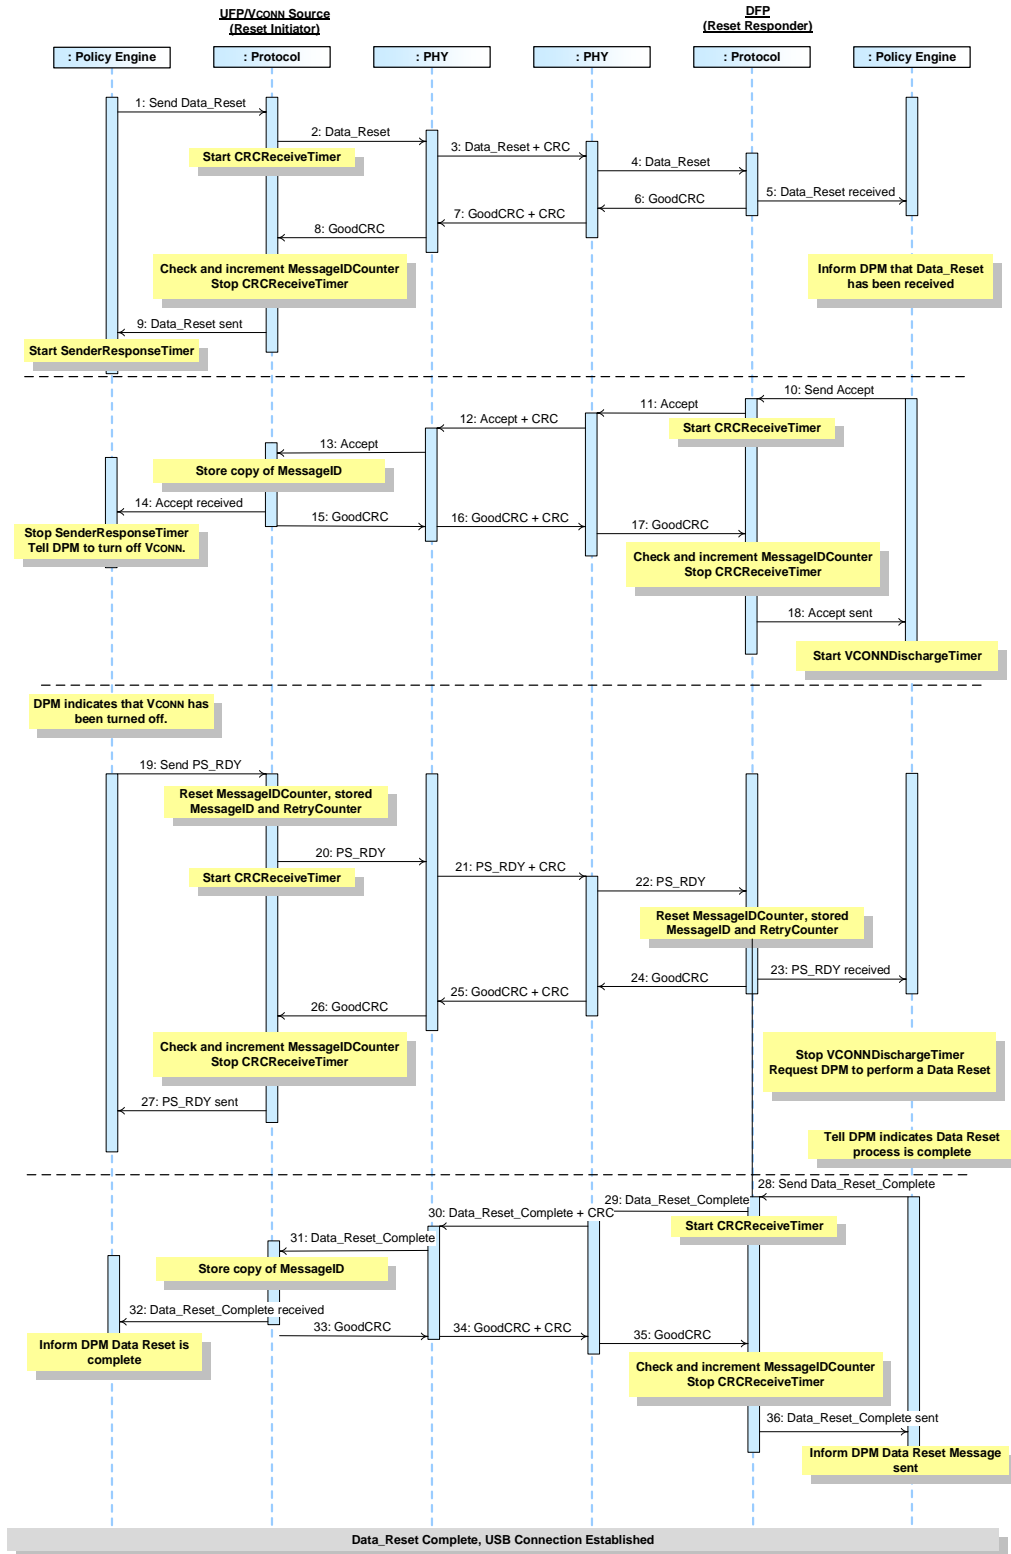 UFP/VCONN Source
(Reset Initiator)
DFP
(Reset Responder)
: Policy Engine
: Protocol
: PHY
: PHY
: Protocol
: Policy Engine
1: Send Data_Reset
2: Data_Reset
Start CRCReceiveTimer
3: Data_Reset + CRC
4: Data_Reset
5: Data_Reset received
6: GoodCRC
7: GoodCRC + CRC
8: GoodCRC
Check and increment MessageIDCounter
Stop CRCReceiveTimer
Inform DPM that Data_Reset
has been received
9: Data_Reset sent
Start SenderResponseTimer
10: Send Accept
11: Accept
Start CRCReceiveTimer
12: Accept + CRC
13: Accept
Store copy of MessageID
14: Accept received
15: GoodCRC
16: GoodCRC + CRC
17: GoodCRC
Stop SenderResponseTimer
Tell DPM to turn off VCONN.
Check and increment MessageIDCounter
Stop CRCReceiveTimer
18: Accept sent
Start VCONNDischargeTimer
DPM indicates that VCONN has
been turned off.
19: Send PS_RDY
Reset MessageIDCounter, stored
MessageID and RetryCounter
20: PS_RDY
Start CRCReceiveTimer
21: PS_RDY + CRC
22: PS_RDY
Reset MessageIDCounter, stored
MessageID and RetryCounter
23: PS_RDY received
24: GoodCRC
25: GoodCRC + CRC
26: GoodCRC
Check and increment MessageIDCounter
Stop CRCReceiveTimer
Stop VCONNDischargeTimer
Request DPM to perform a Data Reset
27: PS_RDY sent
Tell DPM indicates Data Reset
process is complete
28: Send Data_Reset_Complete
29: Data_Reset_Complete
Start CRCReceiveTimer
30: Data_Reset_Complete + CRC
31: Data_Reset_Complete
Store copy of MessageID
32: Data_Reset_Complete received
33: GoodCRC
34: GoodCRC + CRC
35: GoodCRC
Inform DPM Data Reset is
complete
Check and increment MessageIDCounter
Stop CRCReceiveTimer
36: Data_Reset_Complete sent
Inform DPM Data Reset Message
sent
Data_Reset Complete, USB Connection Established